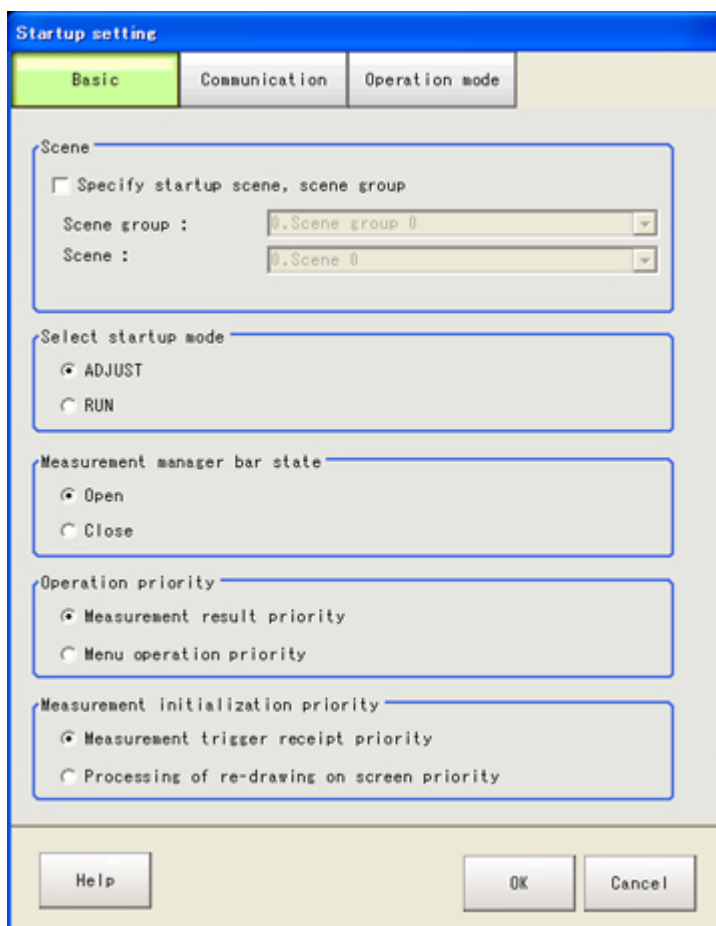 Startup setting
Basic Communication Operation mode
Scene
Specify startup scene, scene group
Scene group : 0.Scene group 0
Scene : 0.Scene 0
Select startup mode
ADJUST
RUN
Measurement manager bar state
Open
Close
Operation priority
Measurement result priority
Menu operation priority
Measurement initialization priority
Measurement trigger receipt priority
Processing of re-drawing on screen priority
Help OK Cancel